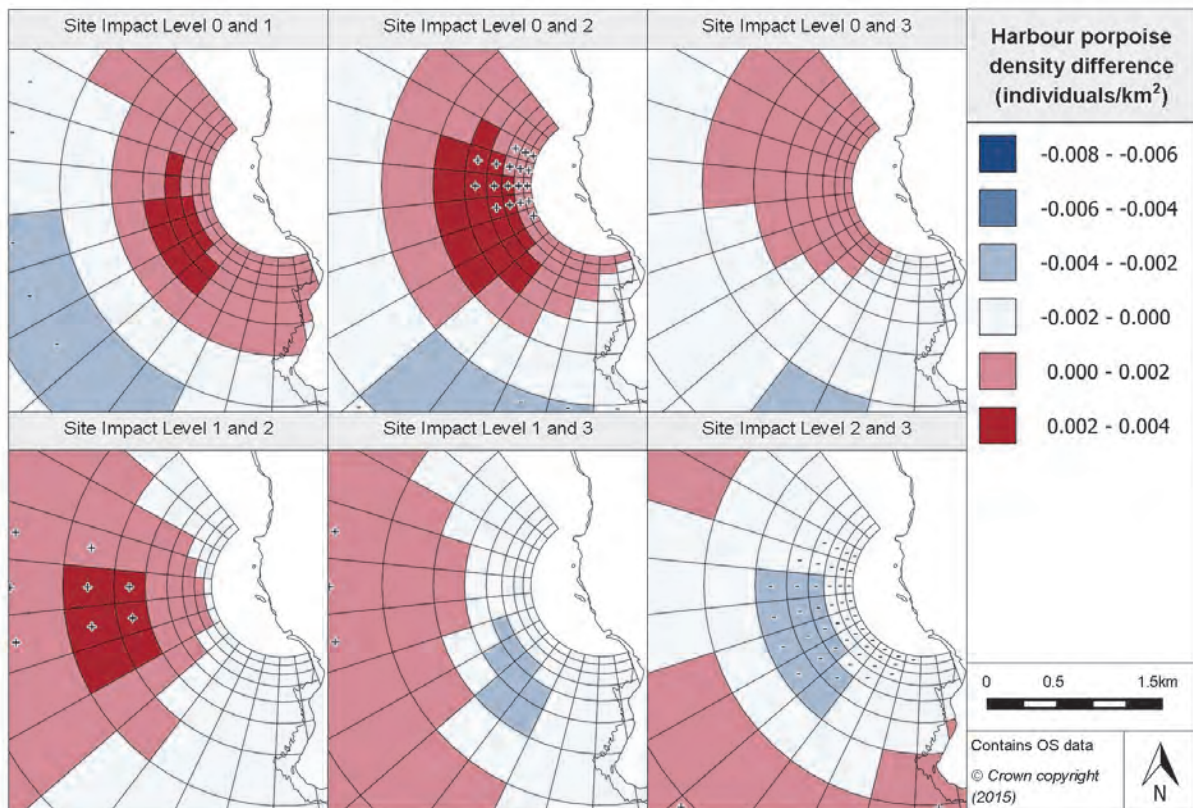 Site Impact Level 0 and 1
Site Impact Level 0 and 2
Site Impact Level 0 and 3
Site Impact Level 1 and 2
Site Impact Level 1 and 3
Site Impact Level 2 and 3
Harbour porpoise
density difference
(individuals/km²)
-0.008 - -0.006
-0.006 - -0.004
-0.004 - -0.002
-0.002 - 0.000
0.000 - 0.002
0.002 - 0.004
0 0.5 1.5km
Contains OS data
© Crown copyright
(2015)
N